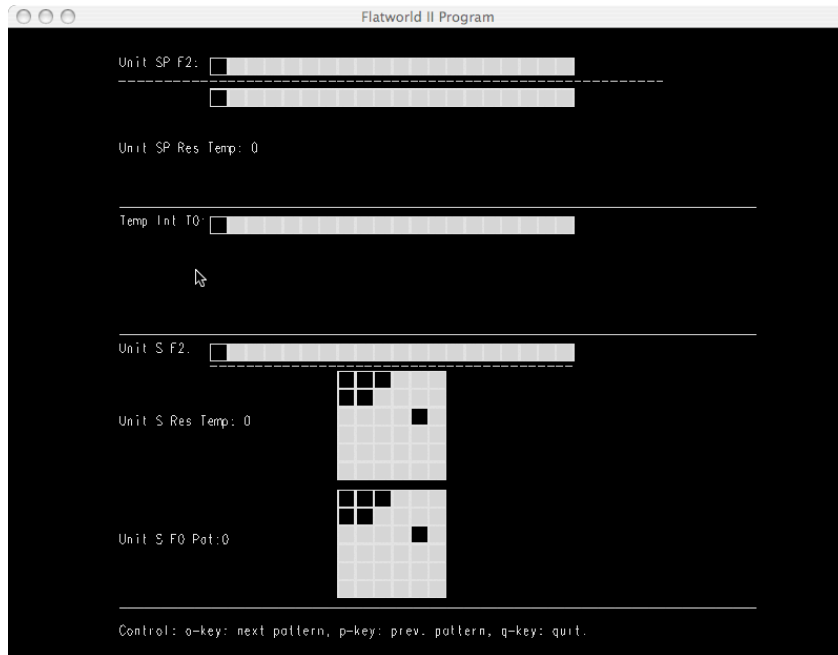 Flatworld II Program
Unit SP F2:
Unit SP Res Temp: 0
Temp Int T0:
Unit S F2.
Unit S Res Temp: 0
Unit S F0 Pat:0
Control: o-key: next pattern, p-key: prev. pattern, q-key: quit.